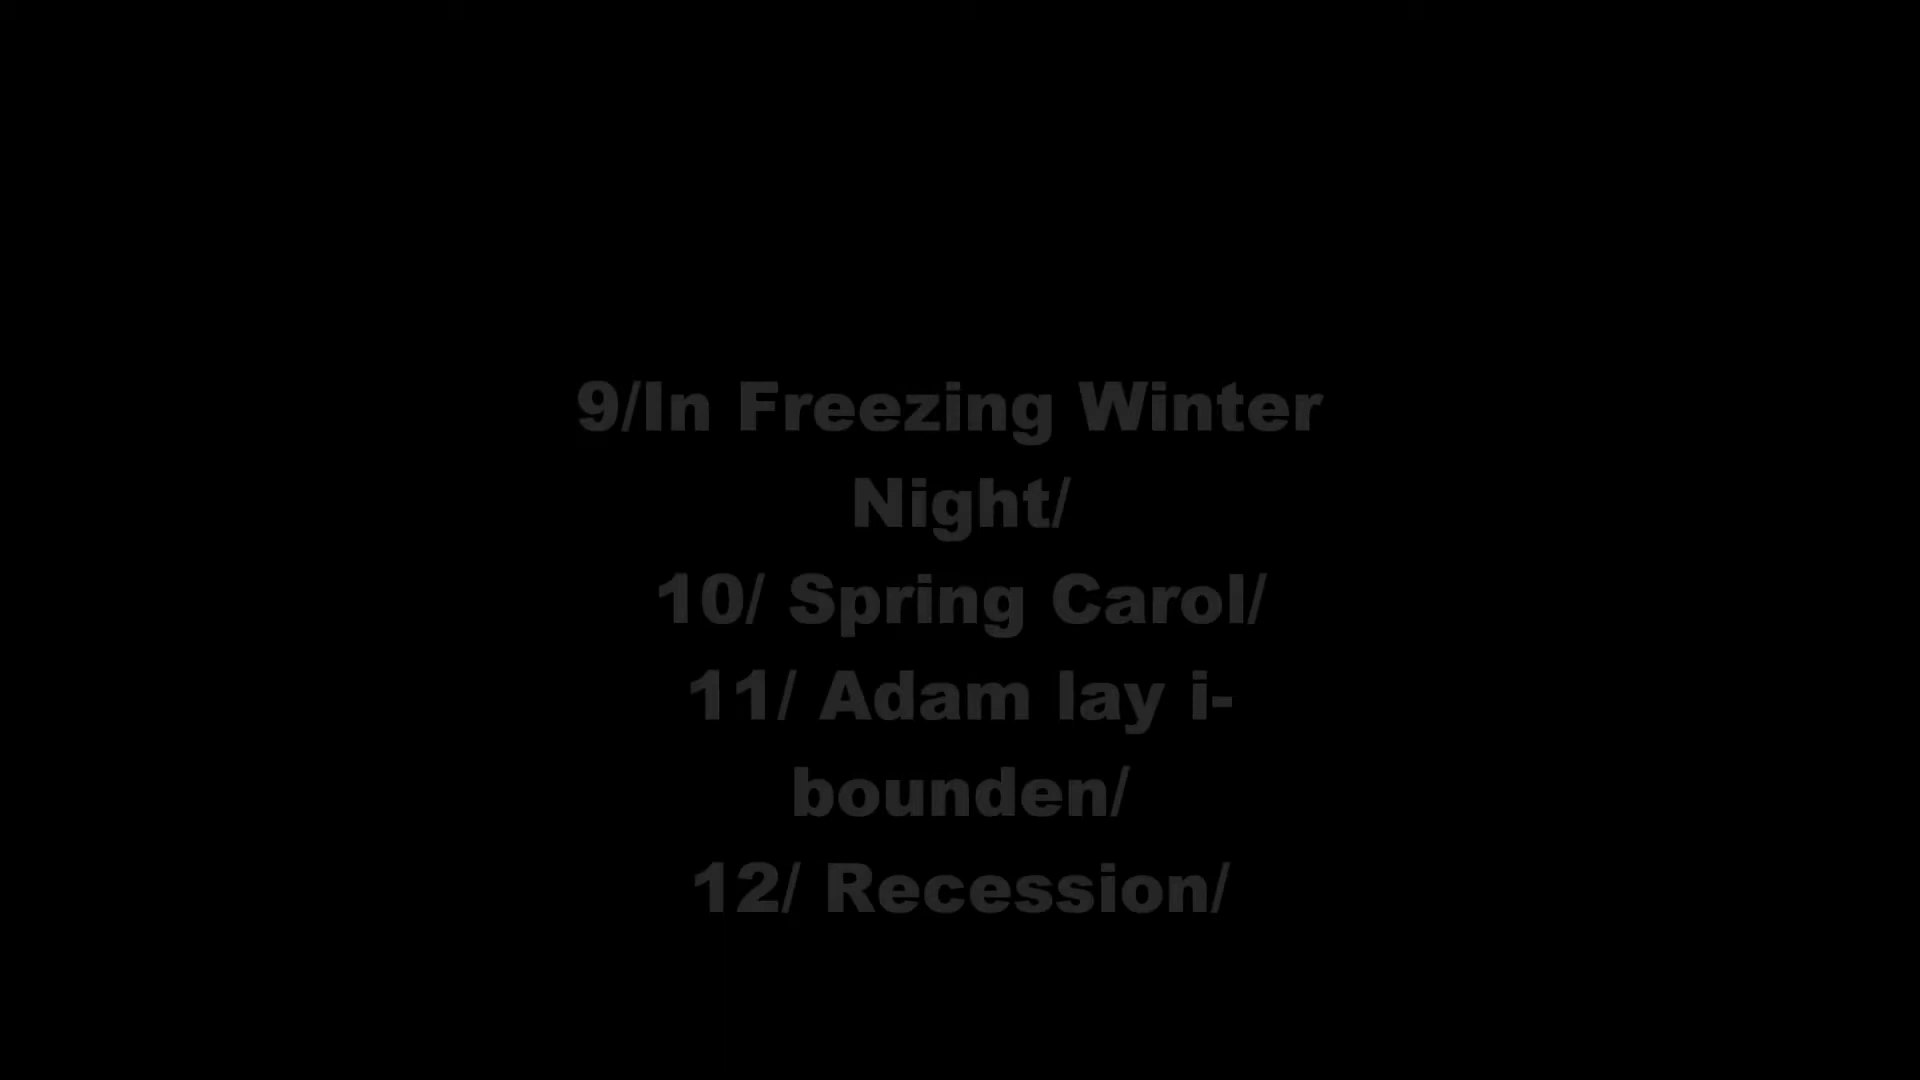 9/In Freezing Winter
Night/
10/ Spring Carol/
11/ Adam lay i-
bounden/
12/ Recession/